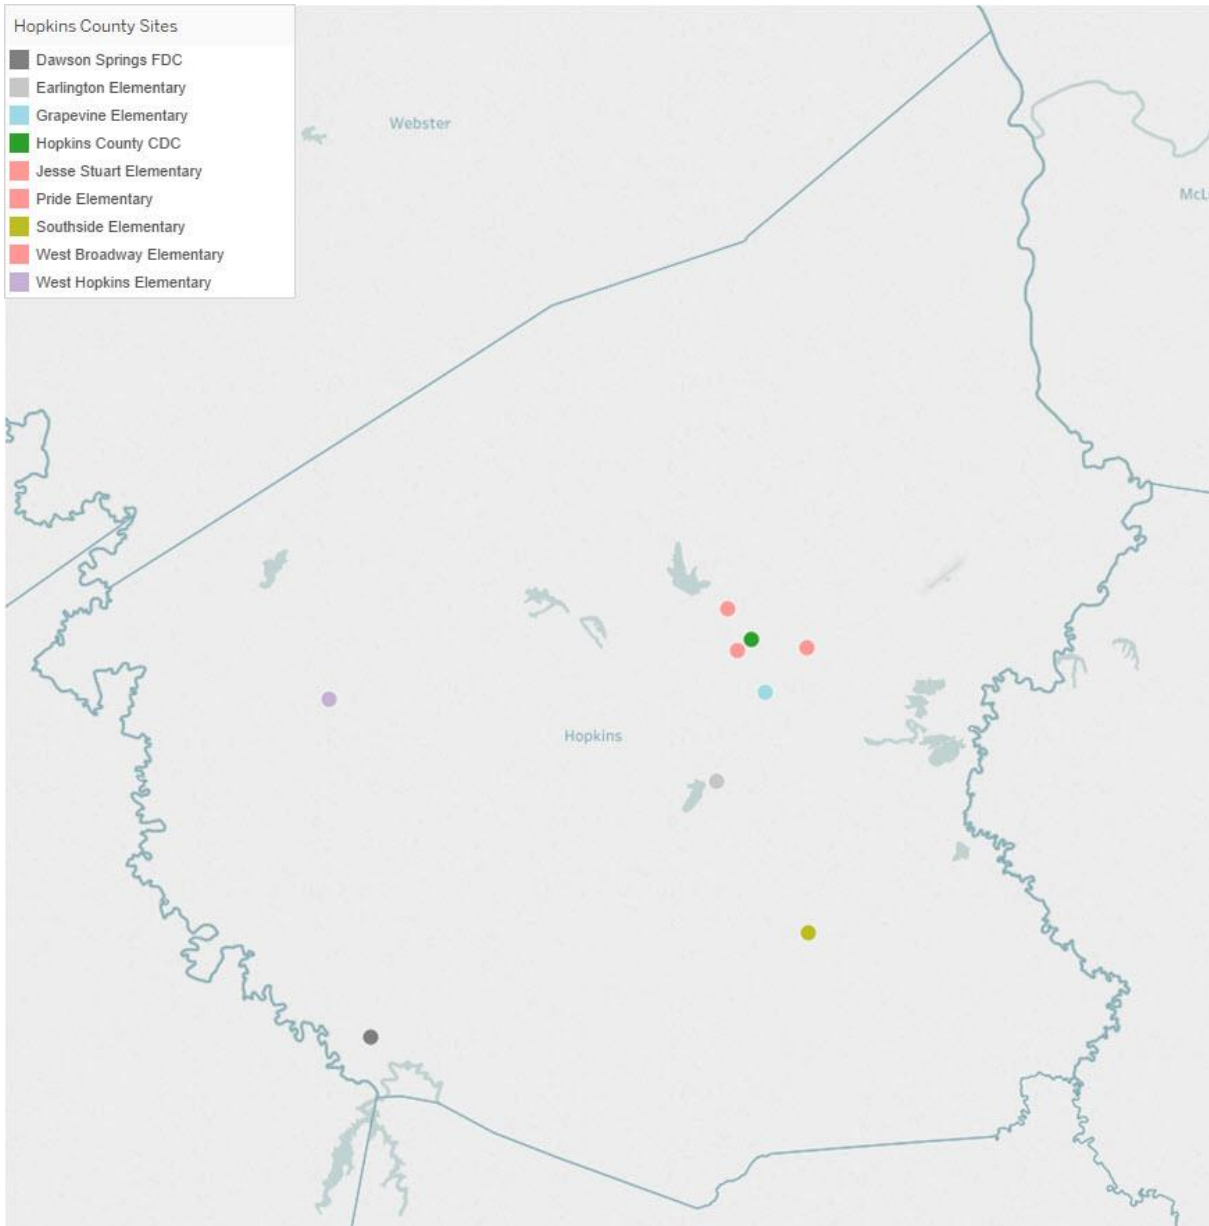 Hopkins County Sites
Dawson Springs FDC
Earlington Elementary
Grapevine Elementary
Hopkins County CDC
Jesse Stuart Elementary
Pride Elementary
Southside Elementary
West Broadway Elementary
West Hopkins Elementary
Webster
McL
Hopkins